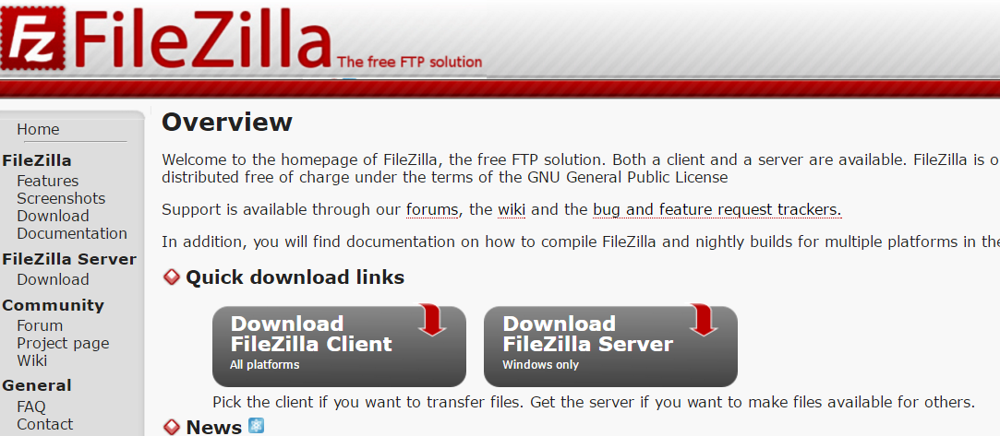 Fz FileZilla The free FTP solution
Home
FileZilla
Features
Screenshots
Download
Documentation
FileZilla Server
Download
Community
Forum
Project page
Wiki
General
FAQ
Contact
Overview
Welcome to the homepage of FileZilla, the free FTP solution. Both a client and a server are available. FileZilla is o
distributed free of charge under the terms of the GNU General Public License
Support is available through our forums, the wiki and the bug and feature request trackers.
In addition, you will find documentation on how to compile FileZilla and nightly builds for multiple platforms in the
Quick download links
Download
FileZilla Client
All platforms
Download
FileZilla Server
Windows only
Pick the client if you want to transfer files. Get the server if you want to make files available for others.
News